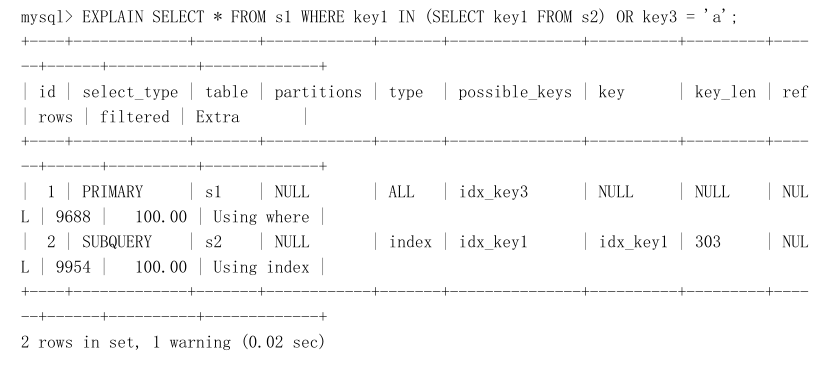 mysql> EXPLAIN SELECT * FROM s1 WHERE key1 IN (SELECT key1 FROM s2) OR key3 = 'a';
+----+-------------+-------+------------+-------+---------------+----------+---------+----
--+------+----------+-------------+
| id | select_type | table | partitions | type | possible_keys | key | key_len | ref
| rows | filtered | Extra |
+----+-------------+-------+------------+-------+---------------+----------+---------+----
--+------+----------+-------------+
| 1 | PRIMARY | s1 | NULL | ALL | idx_key3 | NULL | NULL | NUL
L | 9688 | 100.00 | Using where |
| 2 | SUBQUERY | s2 | NULL | index | idx_key1 | idx_key1 | 303 | NUL
L | 9954 | 100.00 | Using index |
+----+-------------+-------+------------+-------+---------------+----------+---------+----
--+------+----------+-------------+
2 rows in set, 1 warning (0.02 sec)